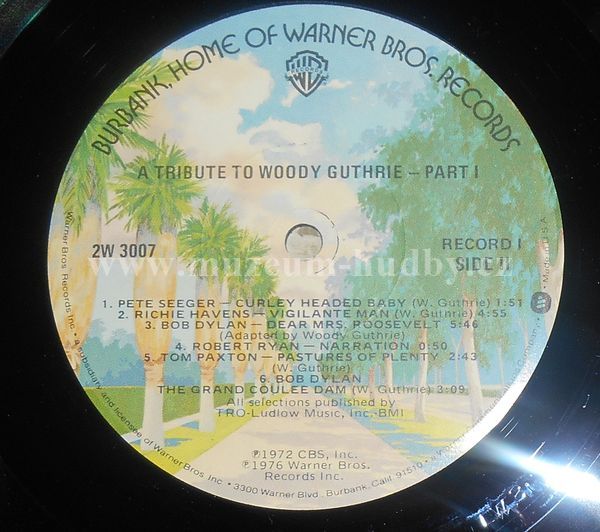 BURBANK, HOME OF WARNER BROS. RECORDS
W
RECORDS
A TRIBUTE TO WOODY GUTHRIE – PART I
2W 3007
RECORD I
SIDE II
www.muzeum-hudby.cz
1. PETE SEEGER – CURLEY HEADED BABY (W. Guthrie) 1:51
2. RICHIE HAVENS – VIGILANTE MAN (W. Guthrie) 4:55
3. BOB DYLAN – DEAR MRS. ROOSEVELT 5:46
(Adapted by Woody Guthrie)
4. ROBERT RYAN – NARRATION 0:50
5. TOM PAXTON – PASTURES OF PLENTY 2:43
(W. Guthrie)
6. BOB DYLAN
THE GRAND COULEE DAM (W. Guthrie) 3:09
All selections published by
TRO-Ludlow Music, Inc.-BMI
℗1972 CBS, Inc.
℗1976 Warner Bros.
Records Inc.
Warner Bros. Records Inc., a subsidiary and licensee of Warner Bros. Inc. • 3300 Warner Blvd., Burbank, Calif. 91510 •
Made in U.S.A.